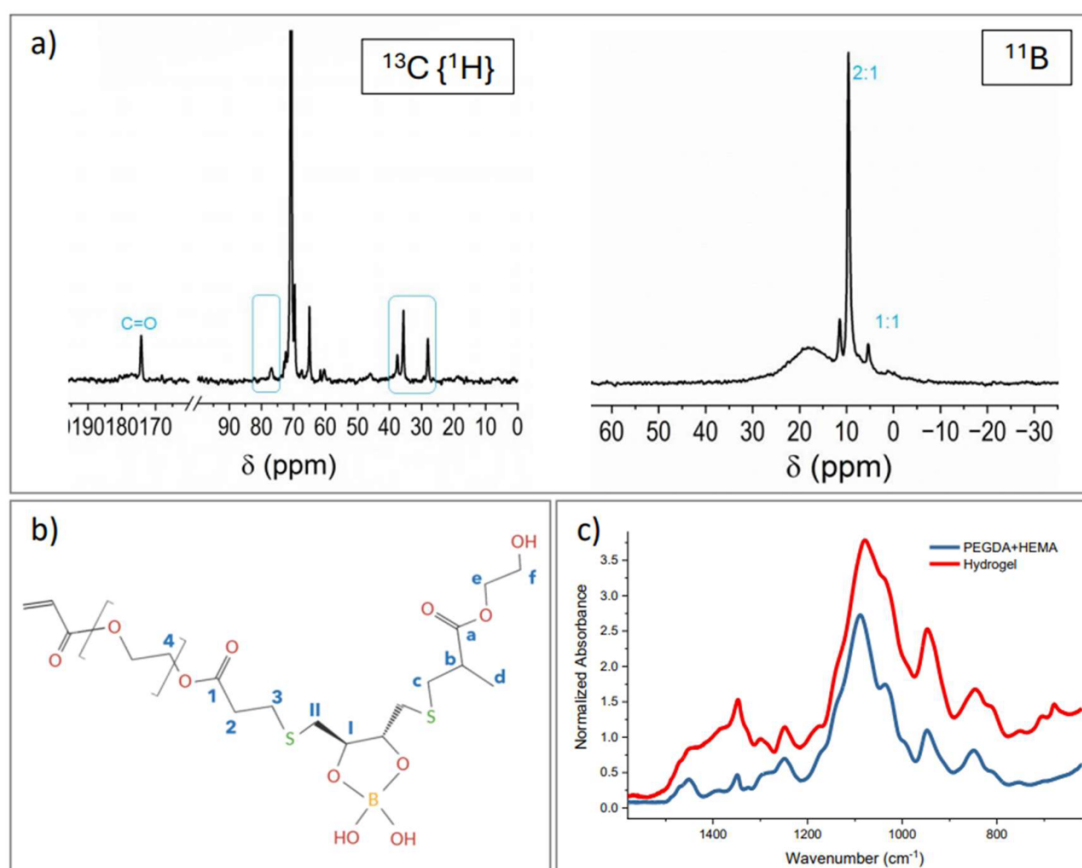 a)
¹³C {¹H}
C=O
190 180 170 90 80 70 60 50 40 30 20 10 0
δ (ppm)
¹¹B
2:1
1:1
60 50 40 30 20 10 0 −10 −20 −30
δ (ppm)
b)
OH
e f
O
O
a
b
4 c d
O O
O
O 1 3 II S
2 S I
O O
B
HO OH
c)
PEGDA+HEMA
Hydrogel
Normalized Absorbance
3.5
3.0
2.5
2.0
1.5
1.0
0.5
0.0
1400 1200 1000 800
Wavenumber (cm⁻¹)